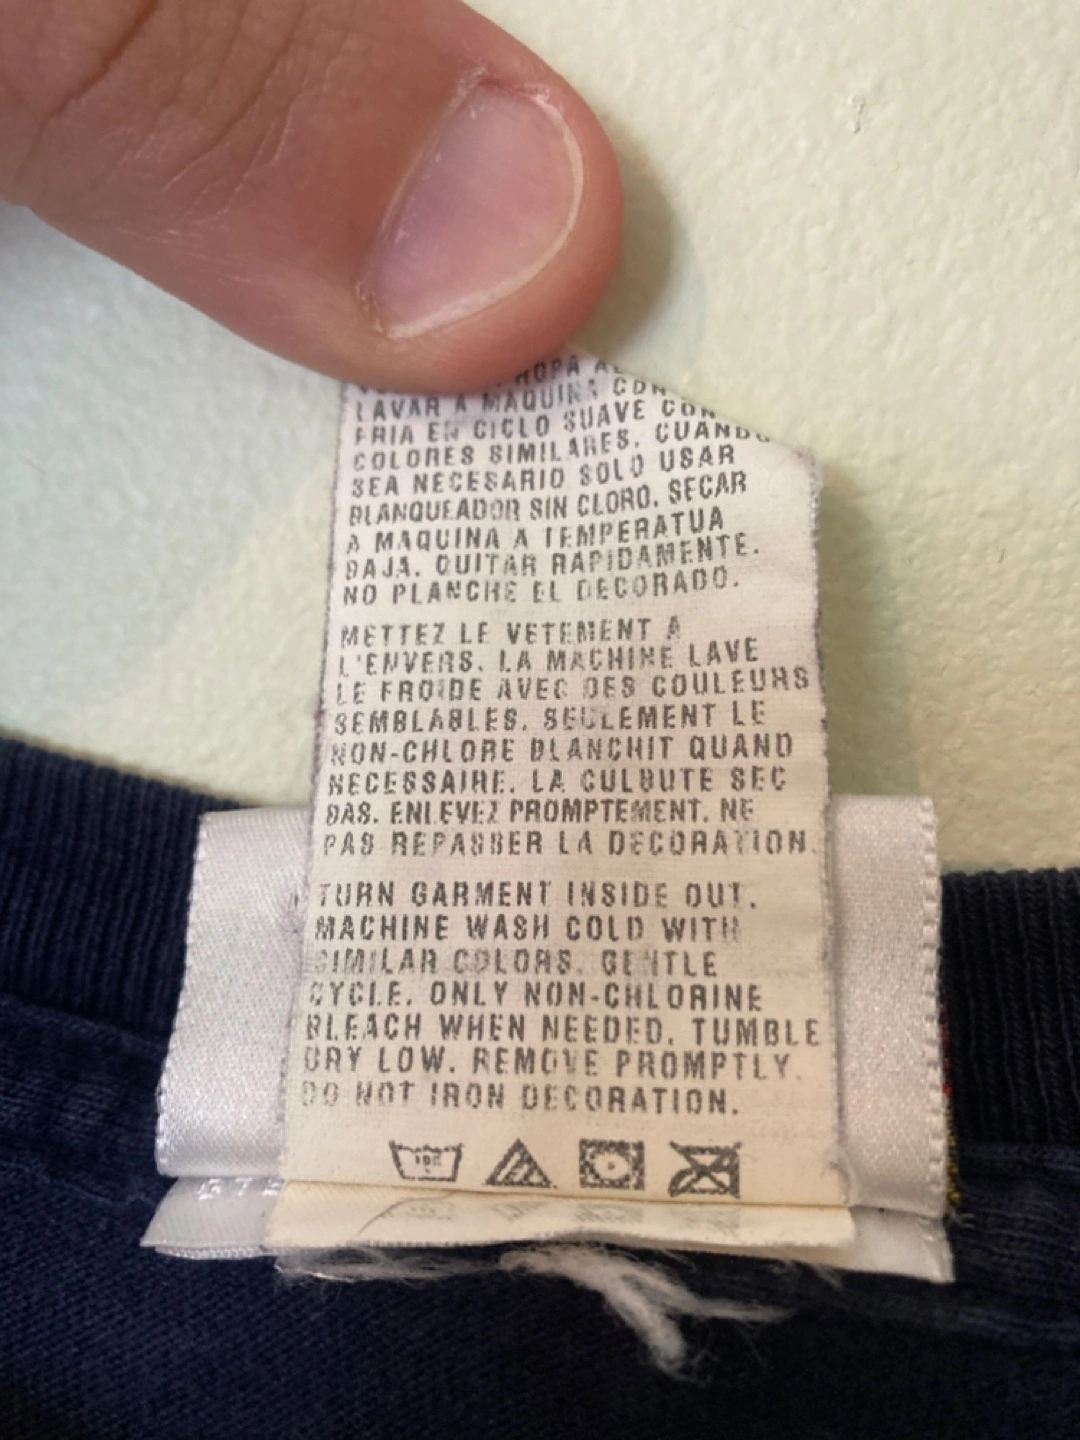 ROPA A
LAVAR A MAQUINA CON
FRIA EN CICLO SUAVE CON
COLORES SIMILARES. CUANDO
SEA NECESARIO SOLO USAR
BLANQUEADOR SIN CLORO. SECAR
A MAQUINA A TEMPERATUA
BAJA. QUITAR RAPIDAMENTE.
NO PLANCHE EL DECORADO.
METTEZ LE VETEMENT A
L'ENVERS. LA MACHINE LAVE
LE FROIDE AVEC DES COULEURS
SEMBLABLES. SEULEMENT LE
NON-CHLORE BLANCHIT QUAND
NECESSAIRE. LA CULBUTE SEC
BAS. ENLEVEZ PROMPTEMENT. NE
PAS REPASSER LA DECORATION.
TURN GARMENT INSIDE OUT.
MACHINE WASH COLD WITH
SIMILAR COLORS. GENTLE
CYCLE. ONLY NON-CHLORINE
BLEACH WHEN NEEDED. TUMBLE
DRY LOW. REMOVE PROMPTLY.
DO NOT IRON DECORATION.